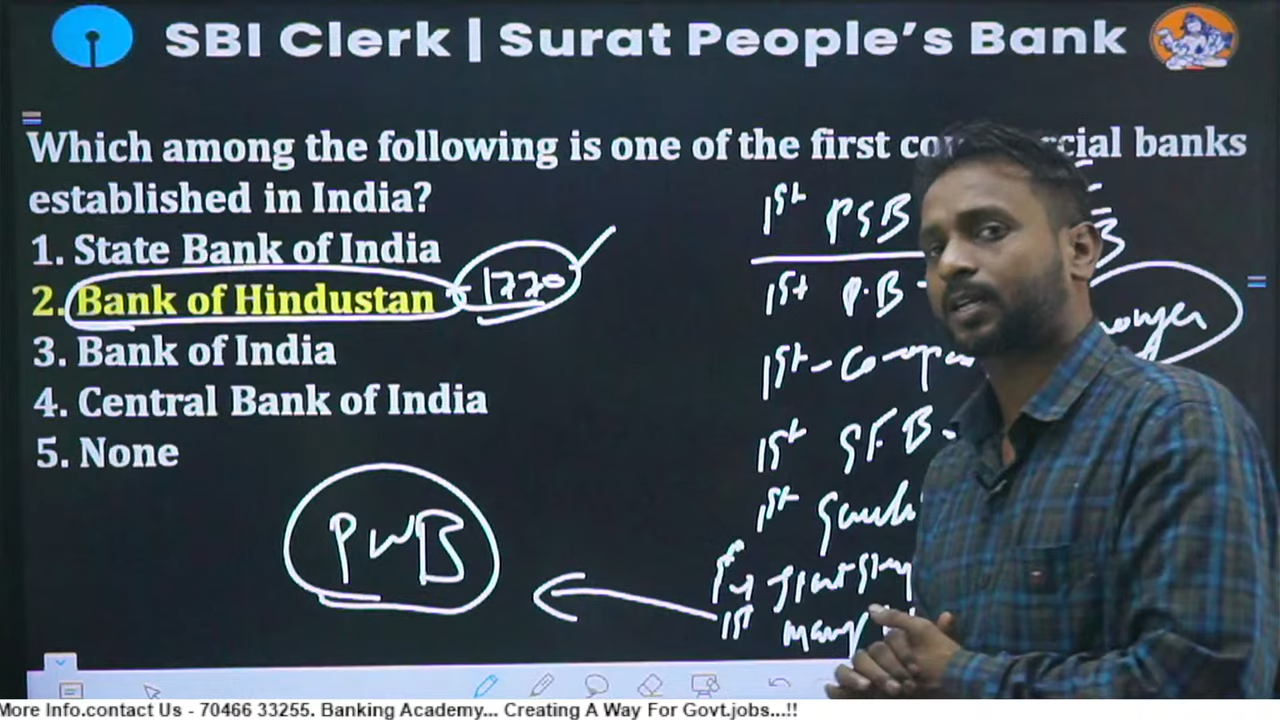 SBI Clerk | Surat People's Bank
Which among the following is one of the first commercial banks
established in India?
1. State Bank of India
2. Bank of Hindustan 1770
3. Bank of India
4. Central Bank of India
5. None
1st PSB
1st P.B -
1st -
1st SFB -
1st
1st
PWB
More Info.contact Us - 70466 33255. Banking Academy... Creating A Way For Govt.jobs...!!